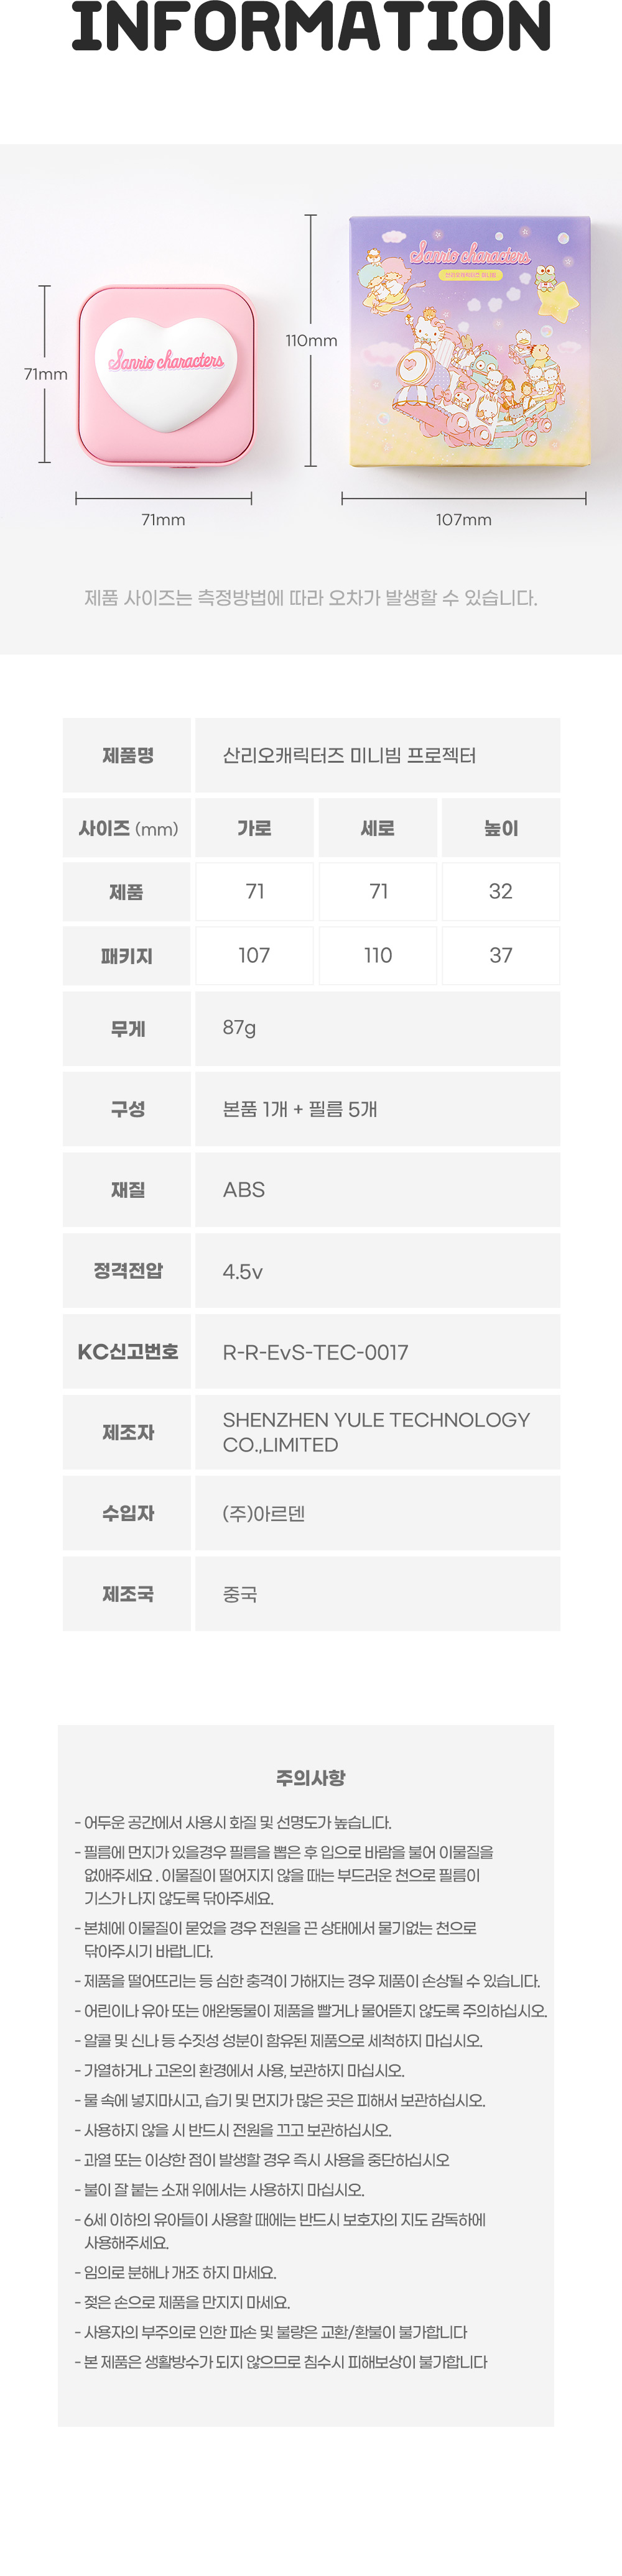 INFORMATION
Sanrio characters
Sanrio characters
산리오캐릭터즈 미니빔
71mm
110mm
71mm
107mm
제품 사이즈는 측정방법에 따라 오차가 발생할 수 있습니다.
제품명 산리오캐릭터즈 미니빔 프로젝터
사이즈 (mm) 가로 세로 높이
제품 71 71 32
패키지 107 110 37
무게 87g
구성 본품 1개 + 필름 5개
재질 ABS
정격전압 4.5v
KC신고번호 R-R-EvS-TEC-0017
제조자 SHENZHEN YULE TECHNOLOGY
CO.,LIMITED
수입자 (주)아르덴
제조국 중국
주의사항
- 어두운 공간에서 사용시 화질 및 선명도가 높습니다.
- 필름에 먼지가 있을경우 필름을 뽑은 후 입으로 바람을 불어 이물질을
없애주세요 . 이물질이 떨어지지 않을 때는 부드러운 천으로 필름이
기스가 나지 않도록 닦아주세요.
- 본체에 이물질이 묻었을 경우 전원을 끈 상태에서 물기없는 천으로
닦아주시기 바랍니다.
- 제품을 떨어뜨리는 등 심한 충격이 가해지는 경우 제품이 손상될 수 있습니다.
- 어린이나 유아 또는 애완동물이 제품을 빨거나 물어뜯지 않도록 주의하십시오.
- 알콜 및 신나 등 수짓성 성분이 함유된 제품으로 세척하지 마십시오.
- 가열하거나 고온의 환경에서 사용, 보관하지 마십시오.
- 물 속에 넣지마시고, 습기 및 먼지가 많은 곳은 피해서 보관하십시오.
- 사용하지 않을 시 반드시 전원을 끄고 보관하십시오.
- 과열 또는 이상한 점이 발생할 경우 즉시 사용을 중단하십시오
- 불이 잘 붙는 소재 위에서는 사용하지 마십시오.
- 6세 이하의 유아들이 사용할 때에는 반드시 보호자의 지도 감독하에
사용해주세요.
- 임의로 분해나 개조 하지 마세요.
- 젖은 손으로 제품을 만지지 마세요.
- 사용자의 부주의로 인한 파손 및 불량은 교환/환불이 불가합니다
- 본 제품은 생활방수가 되지 않으므로 침수시 피해보상이 불가합니다